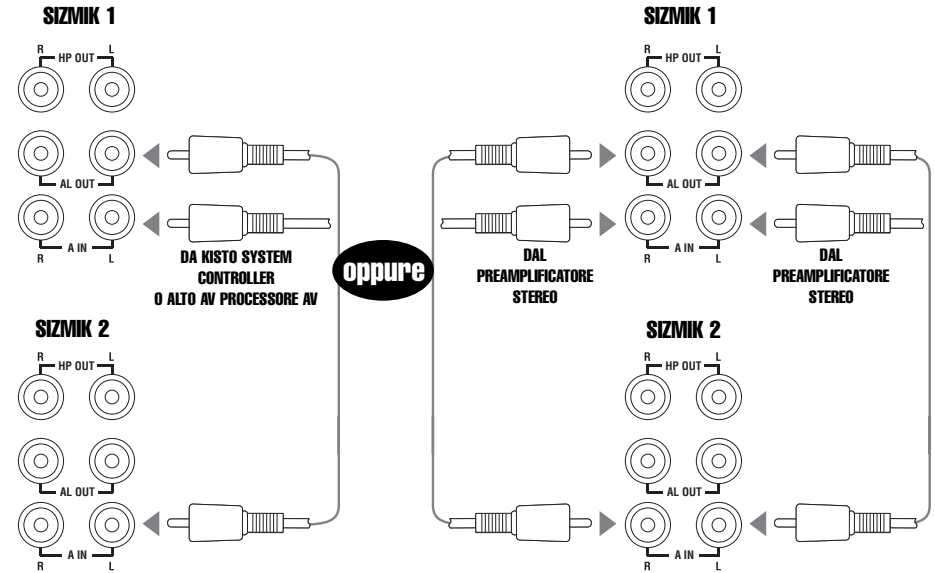 SIZMIK 1
R L
HP OUT
AL OUT
A IN
R L
DA KISTO SYSTEM
CONTROLLER
O ALTO AV PROCESSORE AV
SIZMIK 2
R L
HP OUT
AL OUT
A IN
R L
oppure
SIZMIK 1
R L
HP OUT
AL OUT
A IN
R L
DAL
PREAMPLIFICATORE
STEREO
DAL
PREAMPLIFICATORE
STEREO
SIZMIK 2
R L
HP OUT
AL OUT
A IN
R L